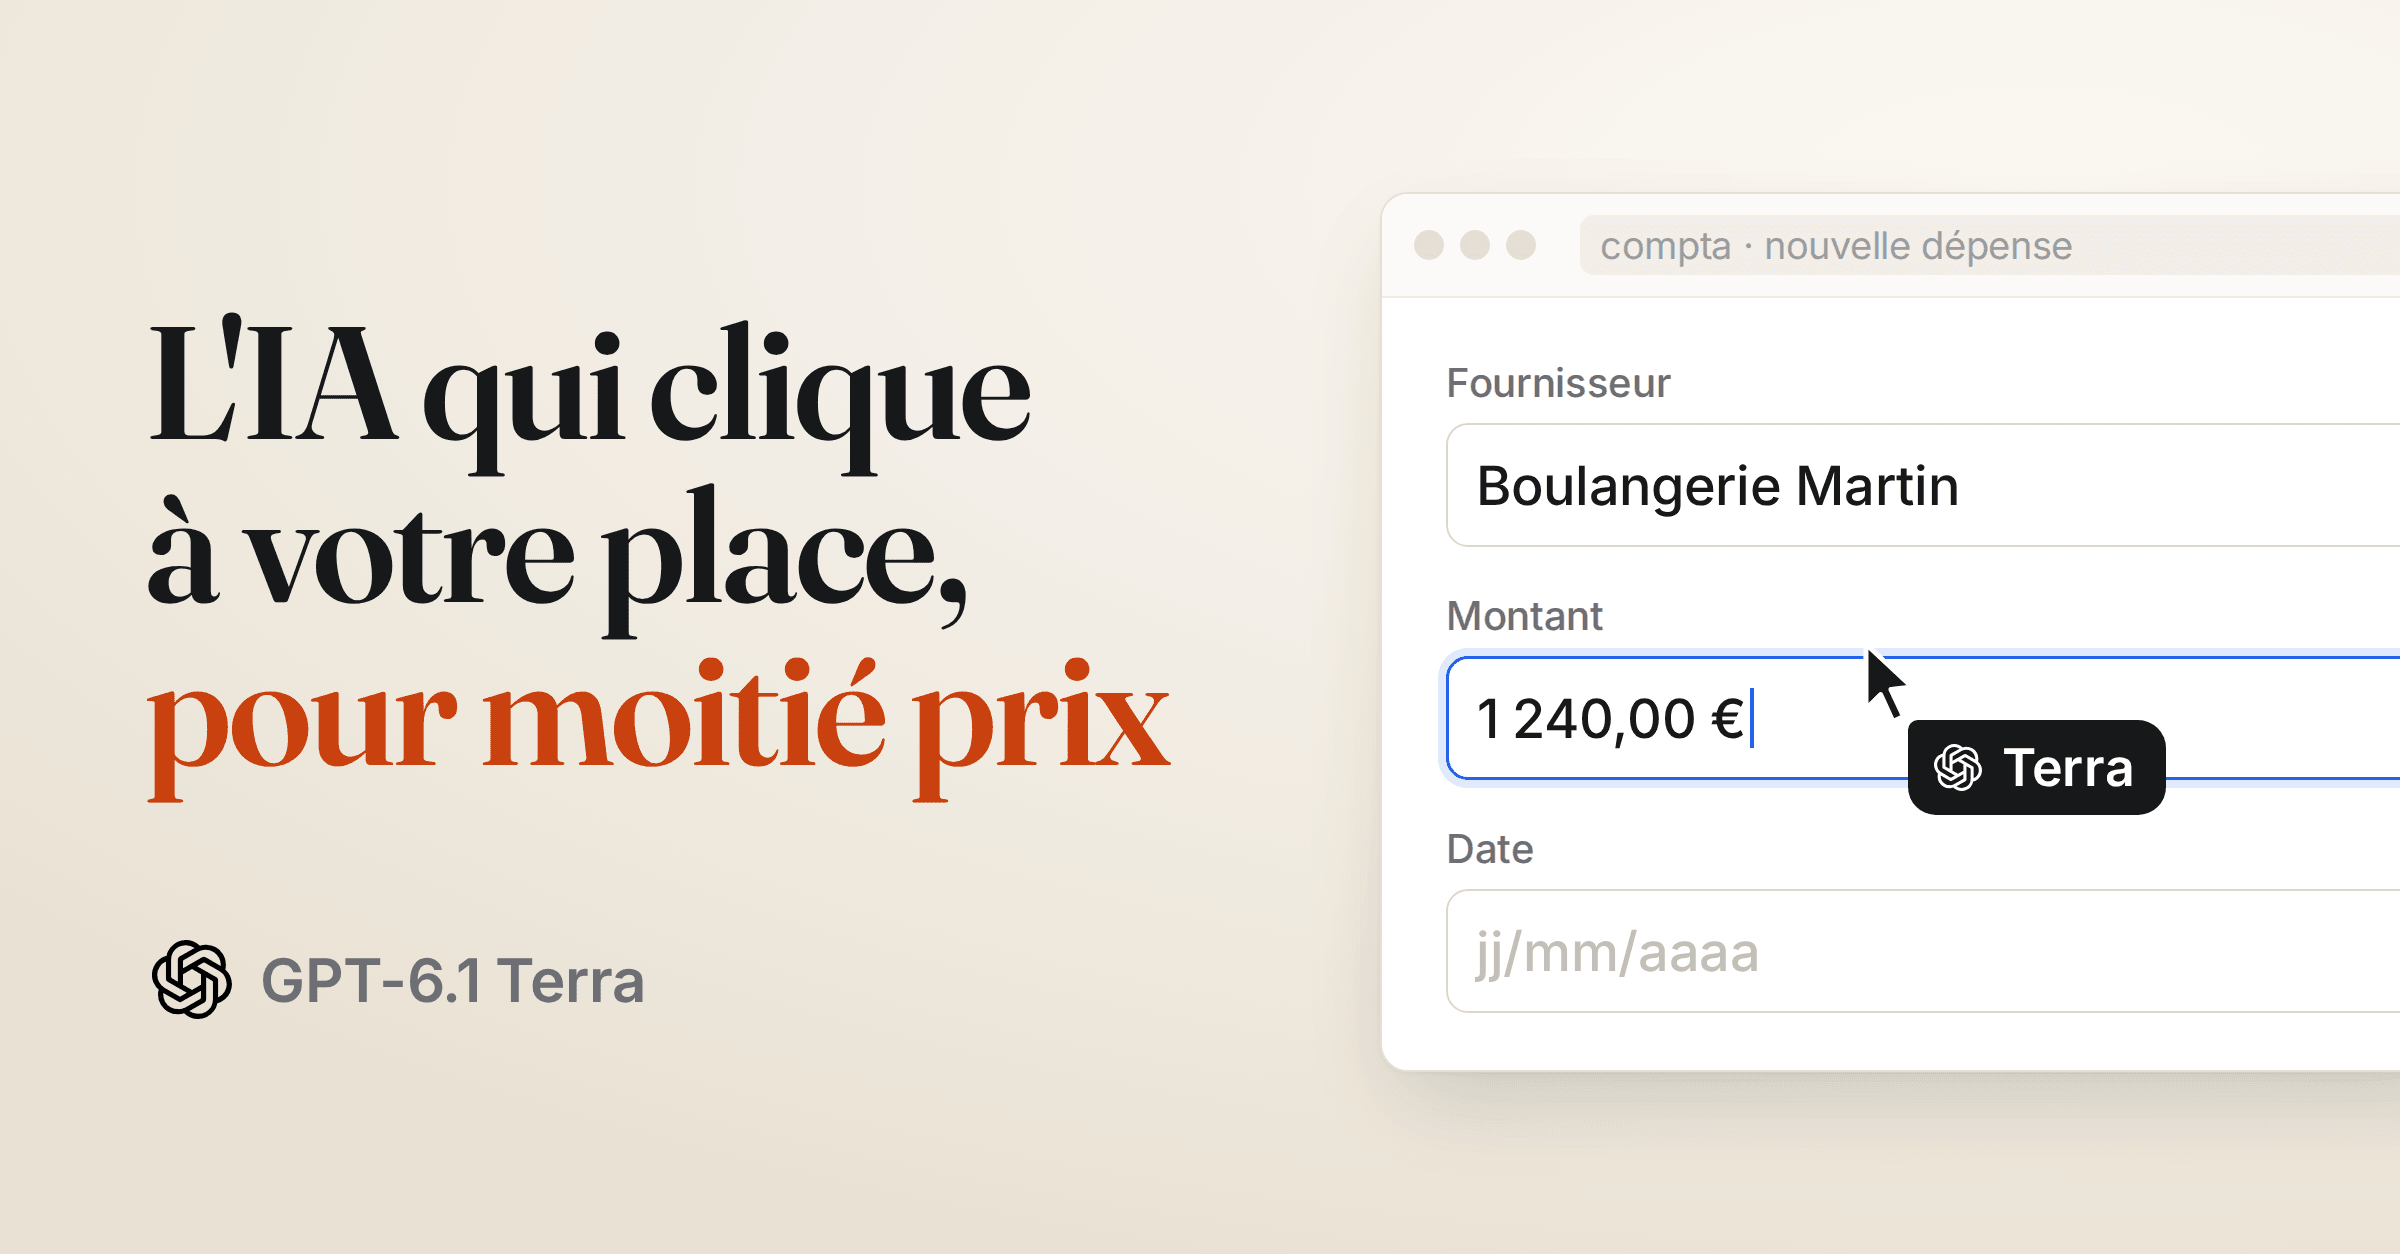 L'IA qui clique
à votre place,
pour moitié prix
GPT-6.1 Terra
compta · nouvelle dépense
Fournisseur
Boulangerie Martin
Montant
1 240,00 €
Terra
Date
jj/mm/aaaa